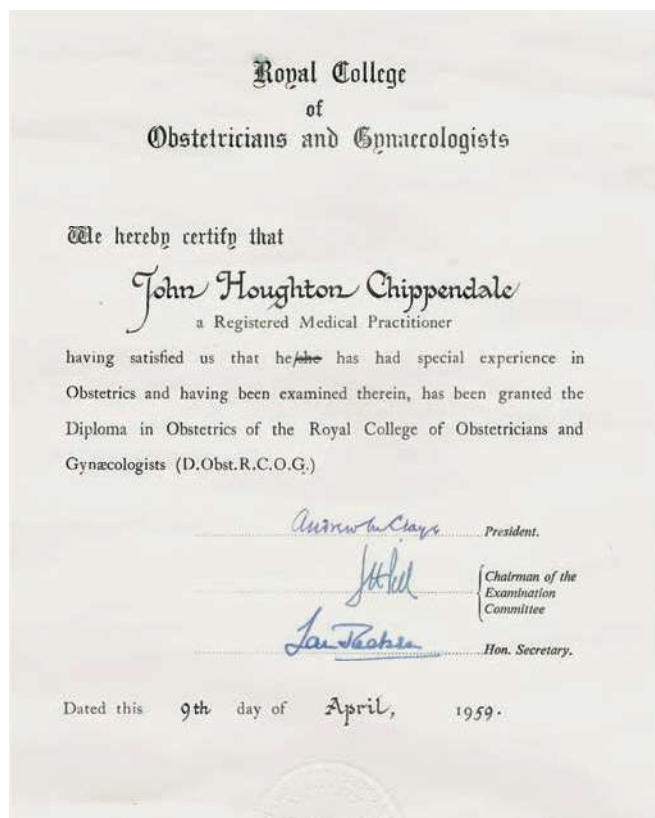 Royal College
of
Obstetricians and Gynaecologists
We hereby certify that
John Houghton Chippendale
a Registered Medical Practitioner
having satisfied us that he/she has had special experience in
Obstetrics and having been examined therein, has been granted the
Diploma in Obstetrics of the Royal College of Obstetricians and
Gynæcologists (D.Obst.R.C.O.G.)
President.
Chairman of the
Examination
Committee
Hon. Secretary.
Dated this 9th day of April, 1959.